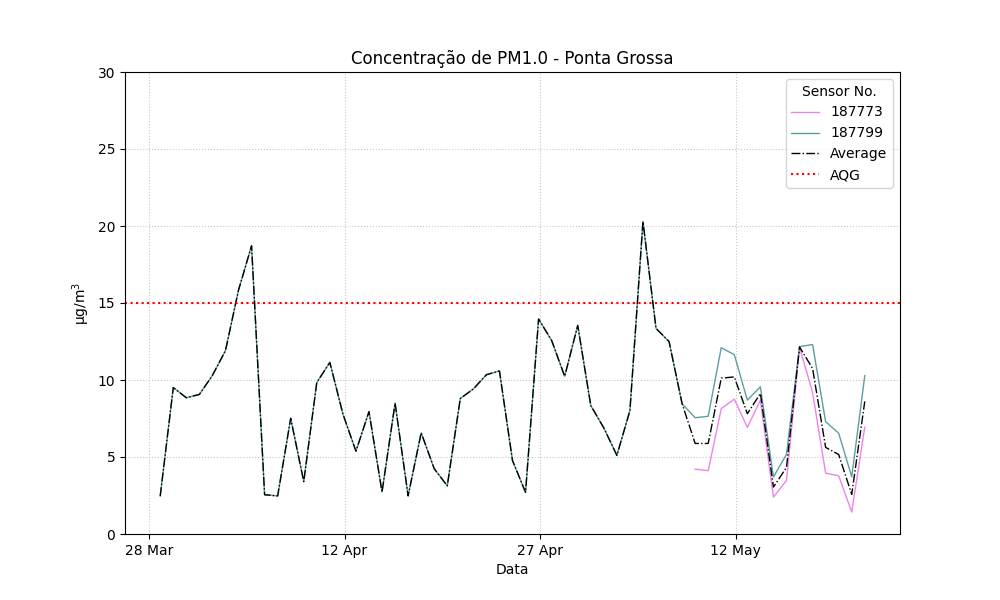 Concentração de PM1.0 - Ponta Grossa
30
25
20
15
10
5
0
µg/m³
28 Mar
12 Apr
27 Apr
12 May
Data
Sensor No.
187773
187799
Average
AQG